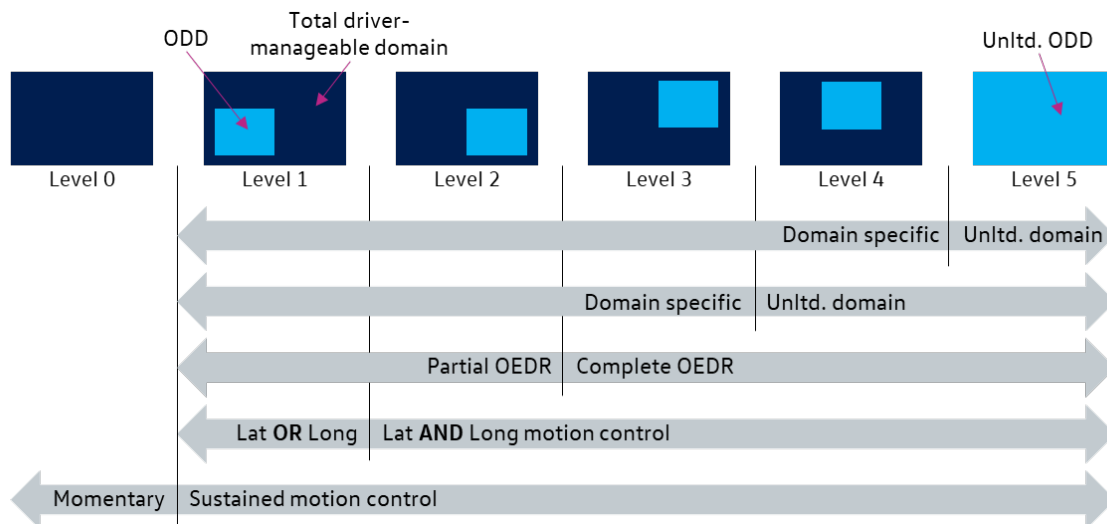 ODD
Total driver-
manageable domain
Unltd. ODD
Level 0
Level 1
Level 2
Level 3
Level 4
Level 5
Domain specific
Unltd. domain
Domain specific
Unltd. domain
Partial OEDR
Complete OEDR
Lat OR Long
Lat AND Long motion control
Momentary
Sustained motion control